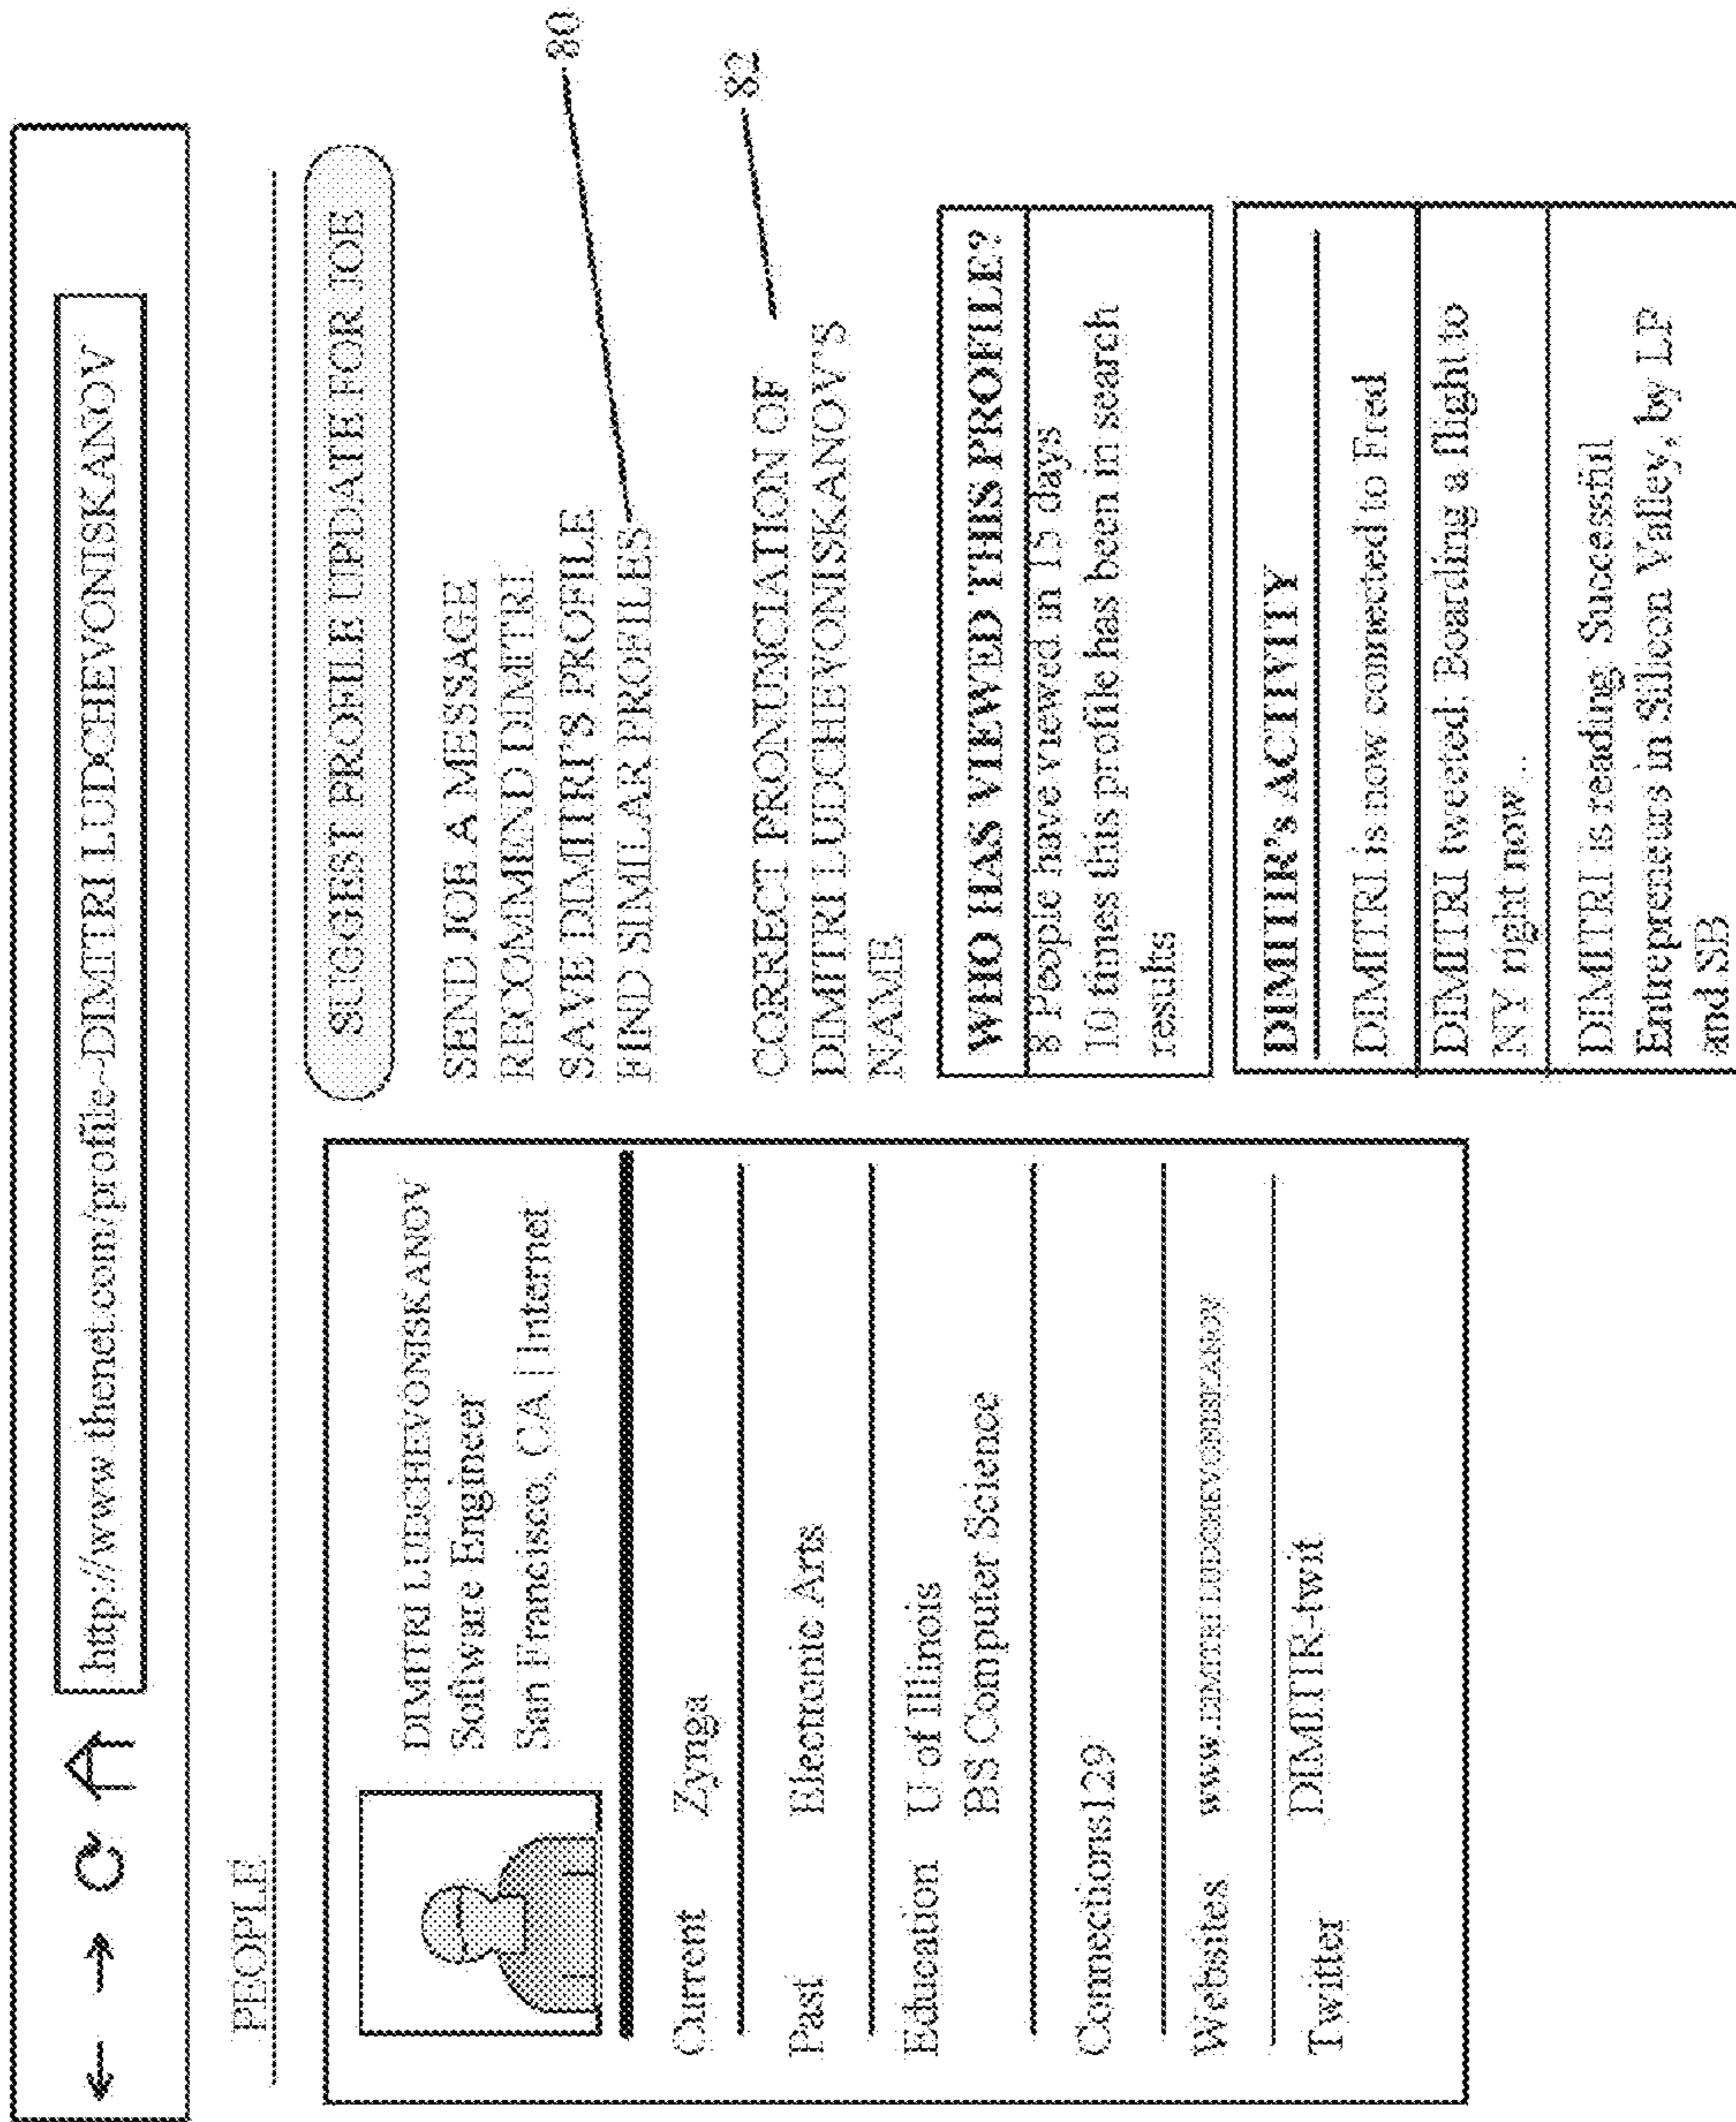 http://www.thenet.com/profile--DIMITRI LUDCHEVONISKANOV
PEOPLE
DIMITRI LUDCHEVOMISKANOV
Software Engineer
San Francisco, CA | Internet
Current Zynga
Past Electronic Arts
Education U of Illinois
BS Computer Science
Connections129
Websites www.DIMITRI LUDCHEVOMISKANOV
Twitter DIMITIR-twit
SUGGEST PROFILE UPDATE FOR JOE
SEND JOE A MESSAGE
RECOMMEND DIMITRI
SAVE DIMITRI'S PROFILE
FIND SIMILAR PROFILES
80
CORRECT PRONUNCIATION OF
DIMITRI LUDCHEVONISKANOV'S
NAME
82
WHO HAS VIEWED THIS PROFILE?
8 People have viewed in 15 days
10 times this profile has been in search
results
DIMITIR's ACTIVITY
DIMITRI is now connected to Fred
DIMITRI tweeted: Boarding a flight to
NY right now...
DIMITRI is reading: Successful
Entrepreneurs in Silicon Valley, by LP
and SB